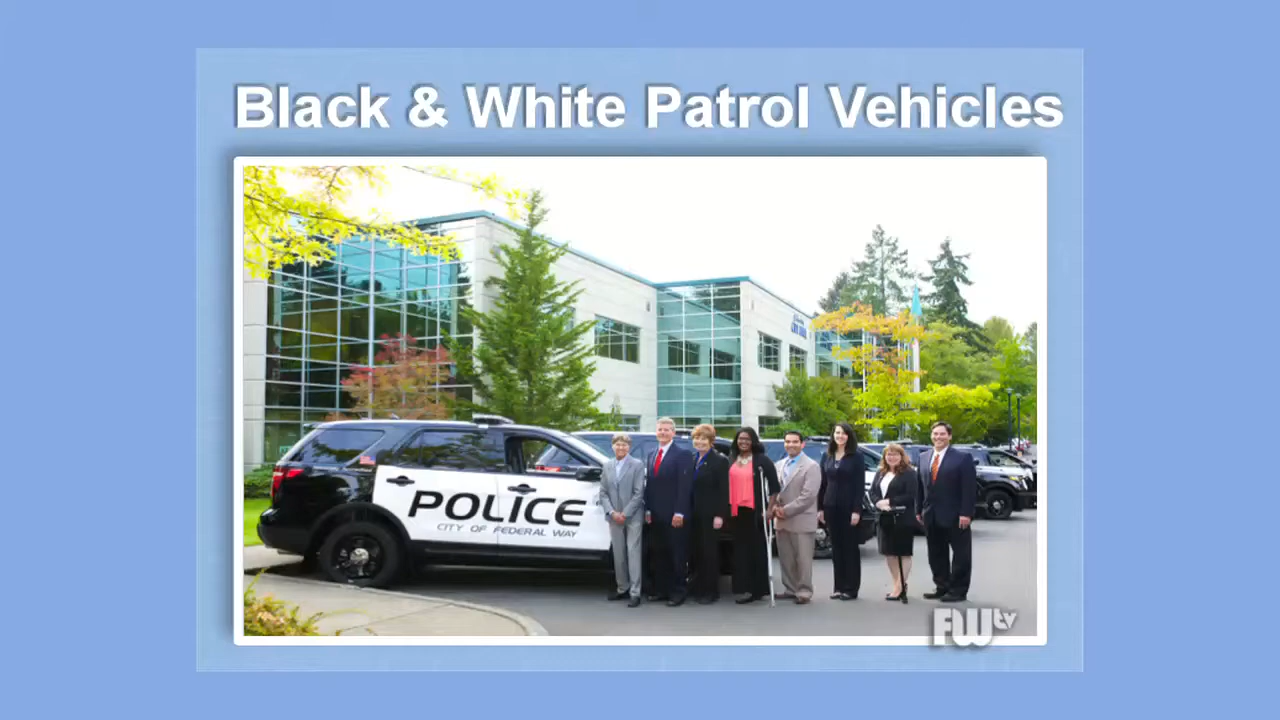 Black & White Patrol Vehicles
POLICE
CITY OF FEDERAL WAY
FWtv